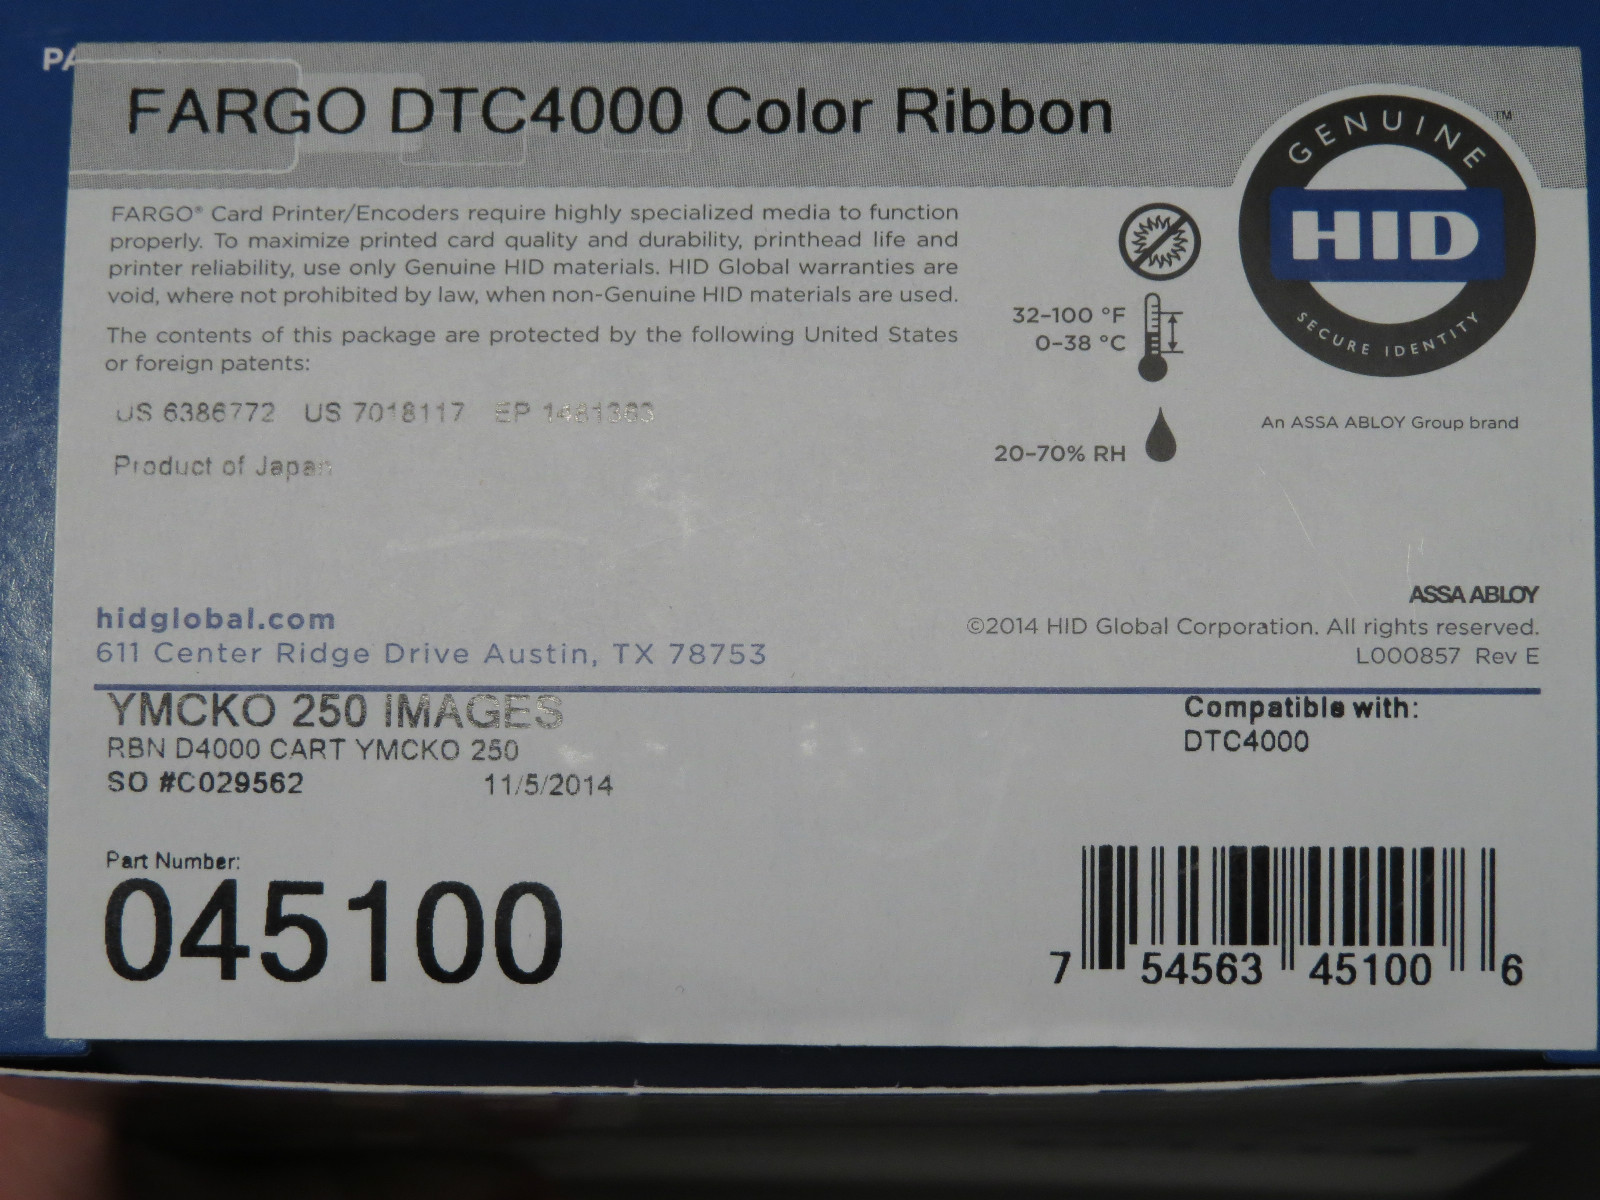 PA
FARGO DTC4000 Color Ribbon
GENUINE
HID
™
SECURE IDENTITY
An ASSA ABLOY Group brand
FARGO® Card Printer/Encoders require highly specialized media to function
properly. To maximize printed card quality and durability, printhead life and
printer reliability, use only Genuine HID materials. HID Global warranties are
void, where not prohibited by law, when non-Genuine HID materials are used.
The contents of this package are protected by the following United States
or foreign patents:
US 6386772 US 7018117 EP 1481363
Product of Japan
32–100 °F
0–38 °C
20–70% RH
hidglobal.com
611 Center Ridge Drive Austin, TX 78753
ASSA ABLOY
©2014 HID Global Corporation. All rights reserved.
L000857 Rev E
YMCKO 250 IMAGES
RBN D4000 CART YMCKO 250
SO #C029562 11/5/2014
Compatible with:
DTC4000
Part Number:
045100
7 54563 45100 6